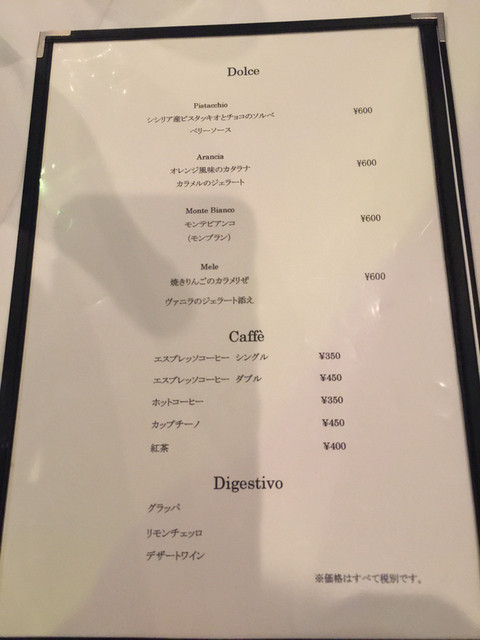 Dolce
Pistacchio
シシリア産ピスタッキオとチョコのソルベ ¥600
ベリーソース
Arancia
オレンジ風味のカタラナ ¥600
カラメルのジェラート
Monte Bianco
モンテビアンコ ¥600
(モンブラン)
Mele
焼きりんごのカラメリぜ ¥600
ヴァニラのジェラート添え
Caffè
エスプレッソコーヒー シングル ¥350
エスプレッソコーヒー ダブル ¥450
ホットコーヒー ¥350
カップチーノ ¥450
紅茶 ¥400
Digestivo
グラッパ
リモンチェッロ
デザートワイン
※価格はすべて税別です。